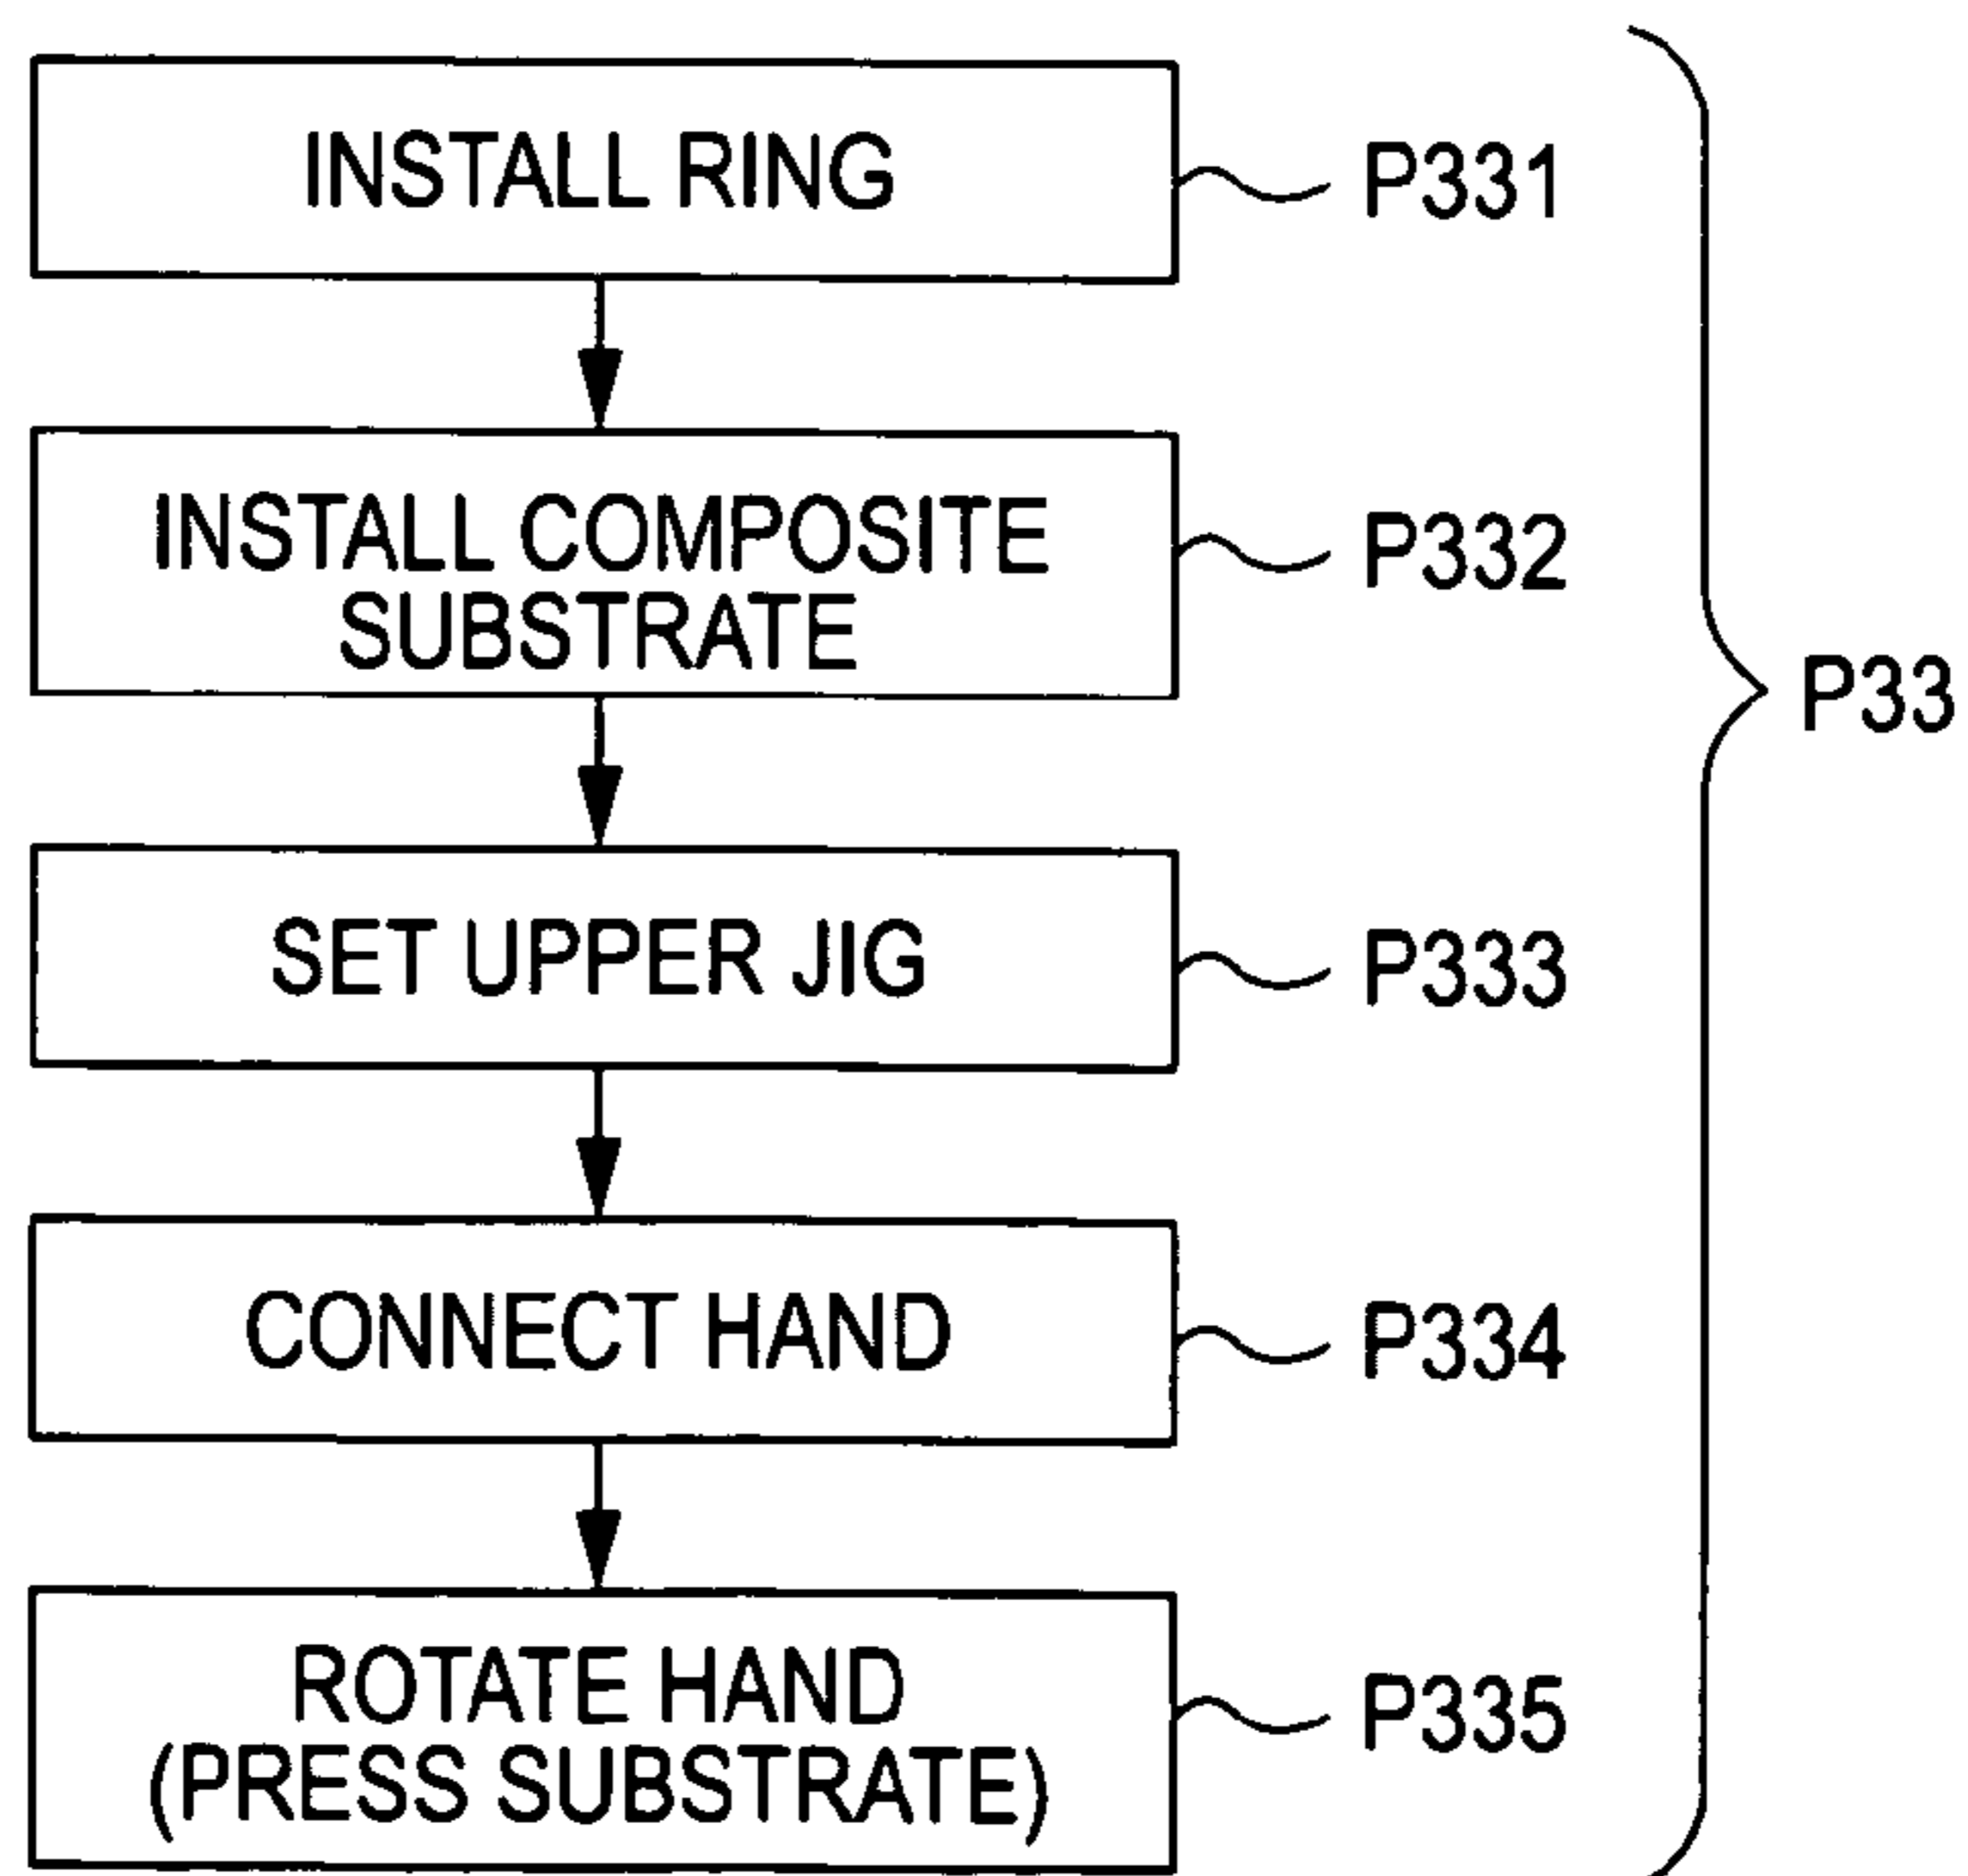 INSTALL RING
P331
INSTALL COMPOSITE
SUBSTRATE
P332
P33
SET UPPER JIG
P333
CONNECT HAND
P334
ROTATE HAND
(PRESS SUBSTRATE)
P335